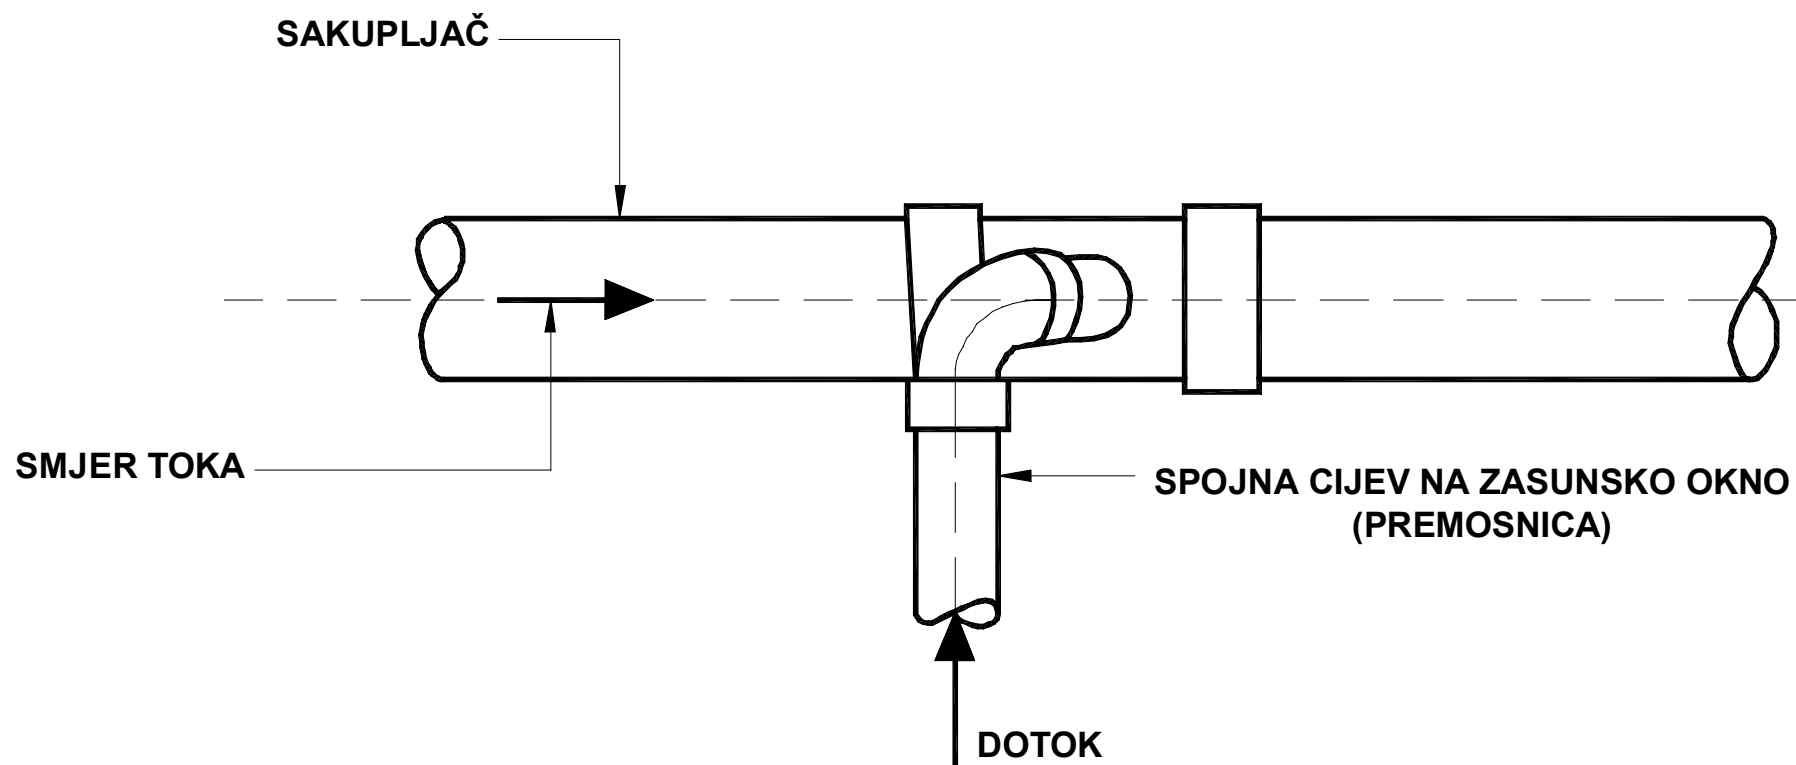 SAKUPLJAČ
SMJER TOKA
SPOJNA CIJEV NA ZASUNSKO OKNO
(PREMOSNICA)
DOTOK